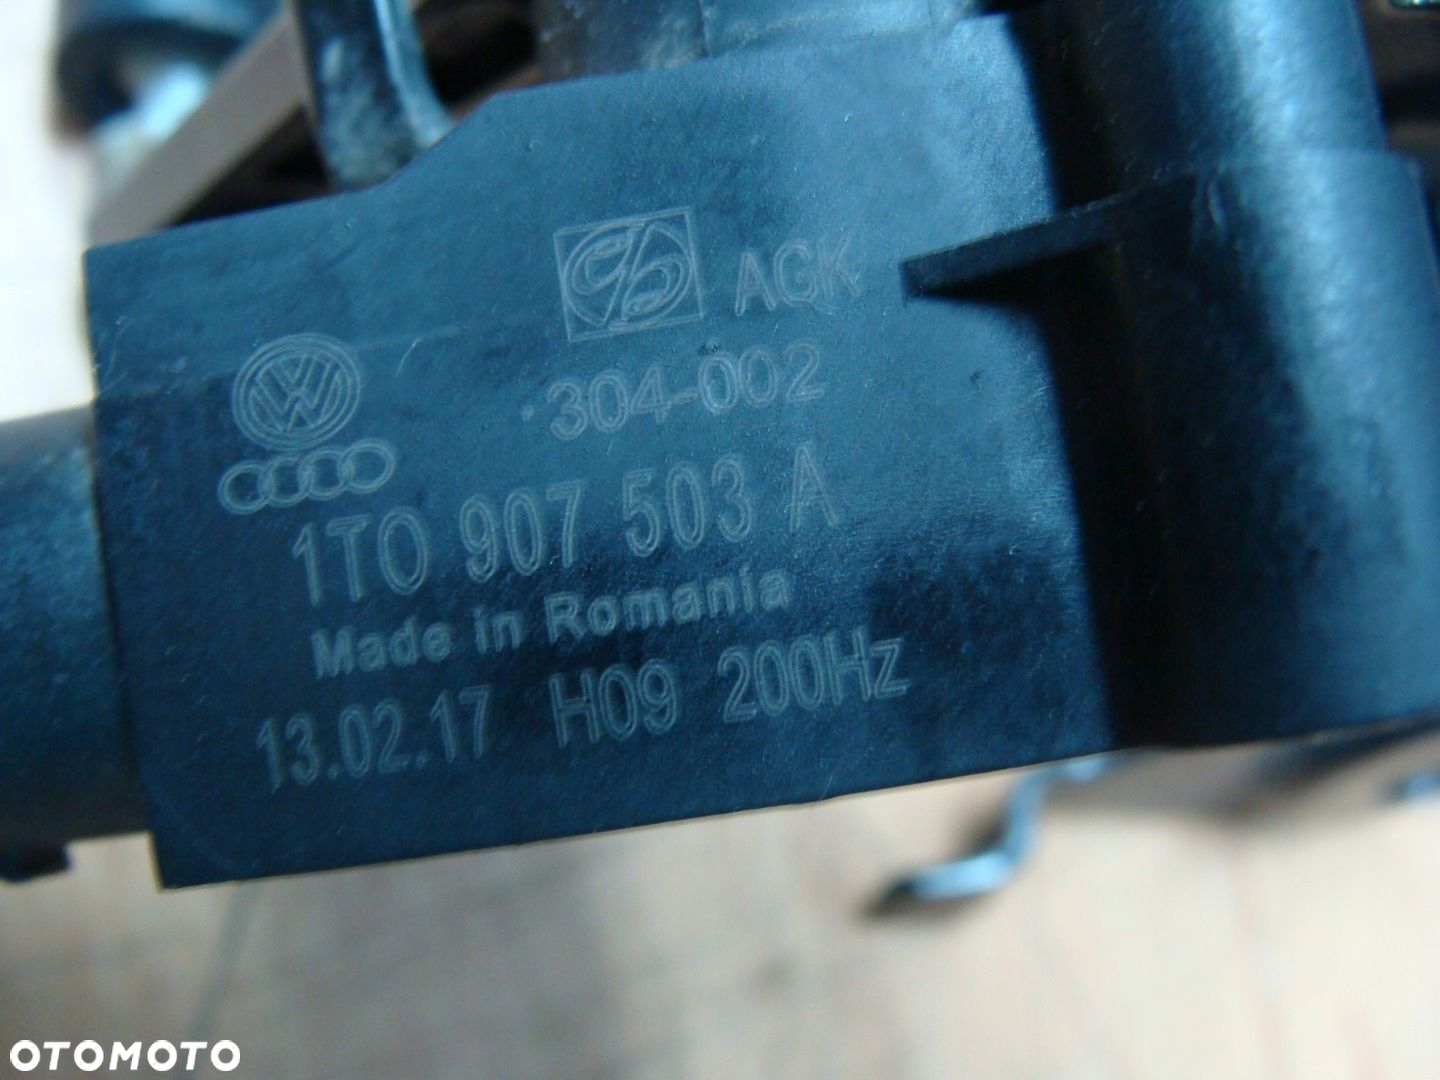 AGK
304-002
1T0 907 503 A
Made in Romania
13.02.17 H09 200Hz
OTOMOTO